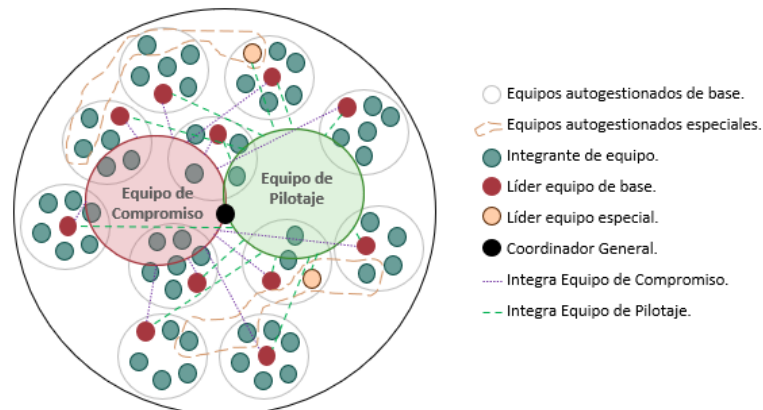 Equipo de
Compromiso
Equipo de
Pilotaje
Equipos autogestionados de base.
Equipos autogestionados especiales.
Integrante de equipo.
Líder equipo de base.
Líder equipo especial.
Coordinador General.
Integra Equipo de Compromiso.
Integra Equipo de Pilotaje.